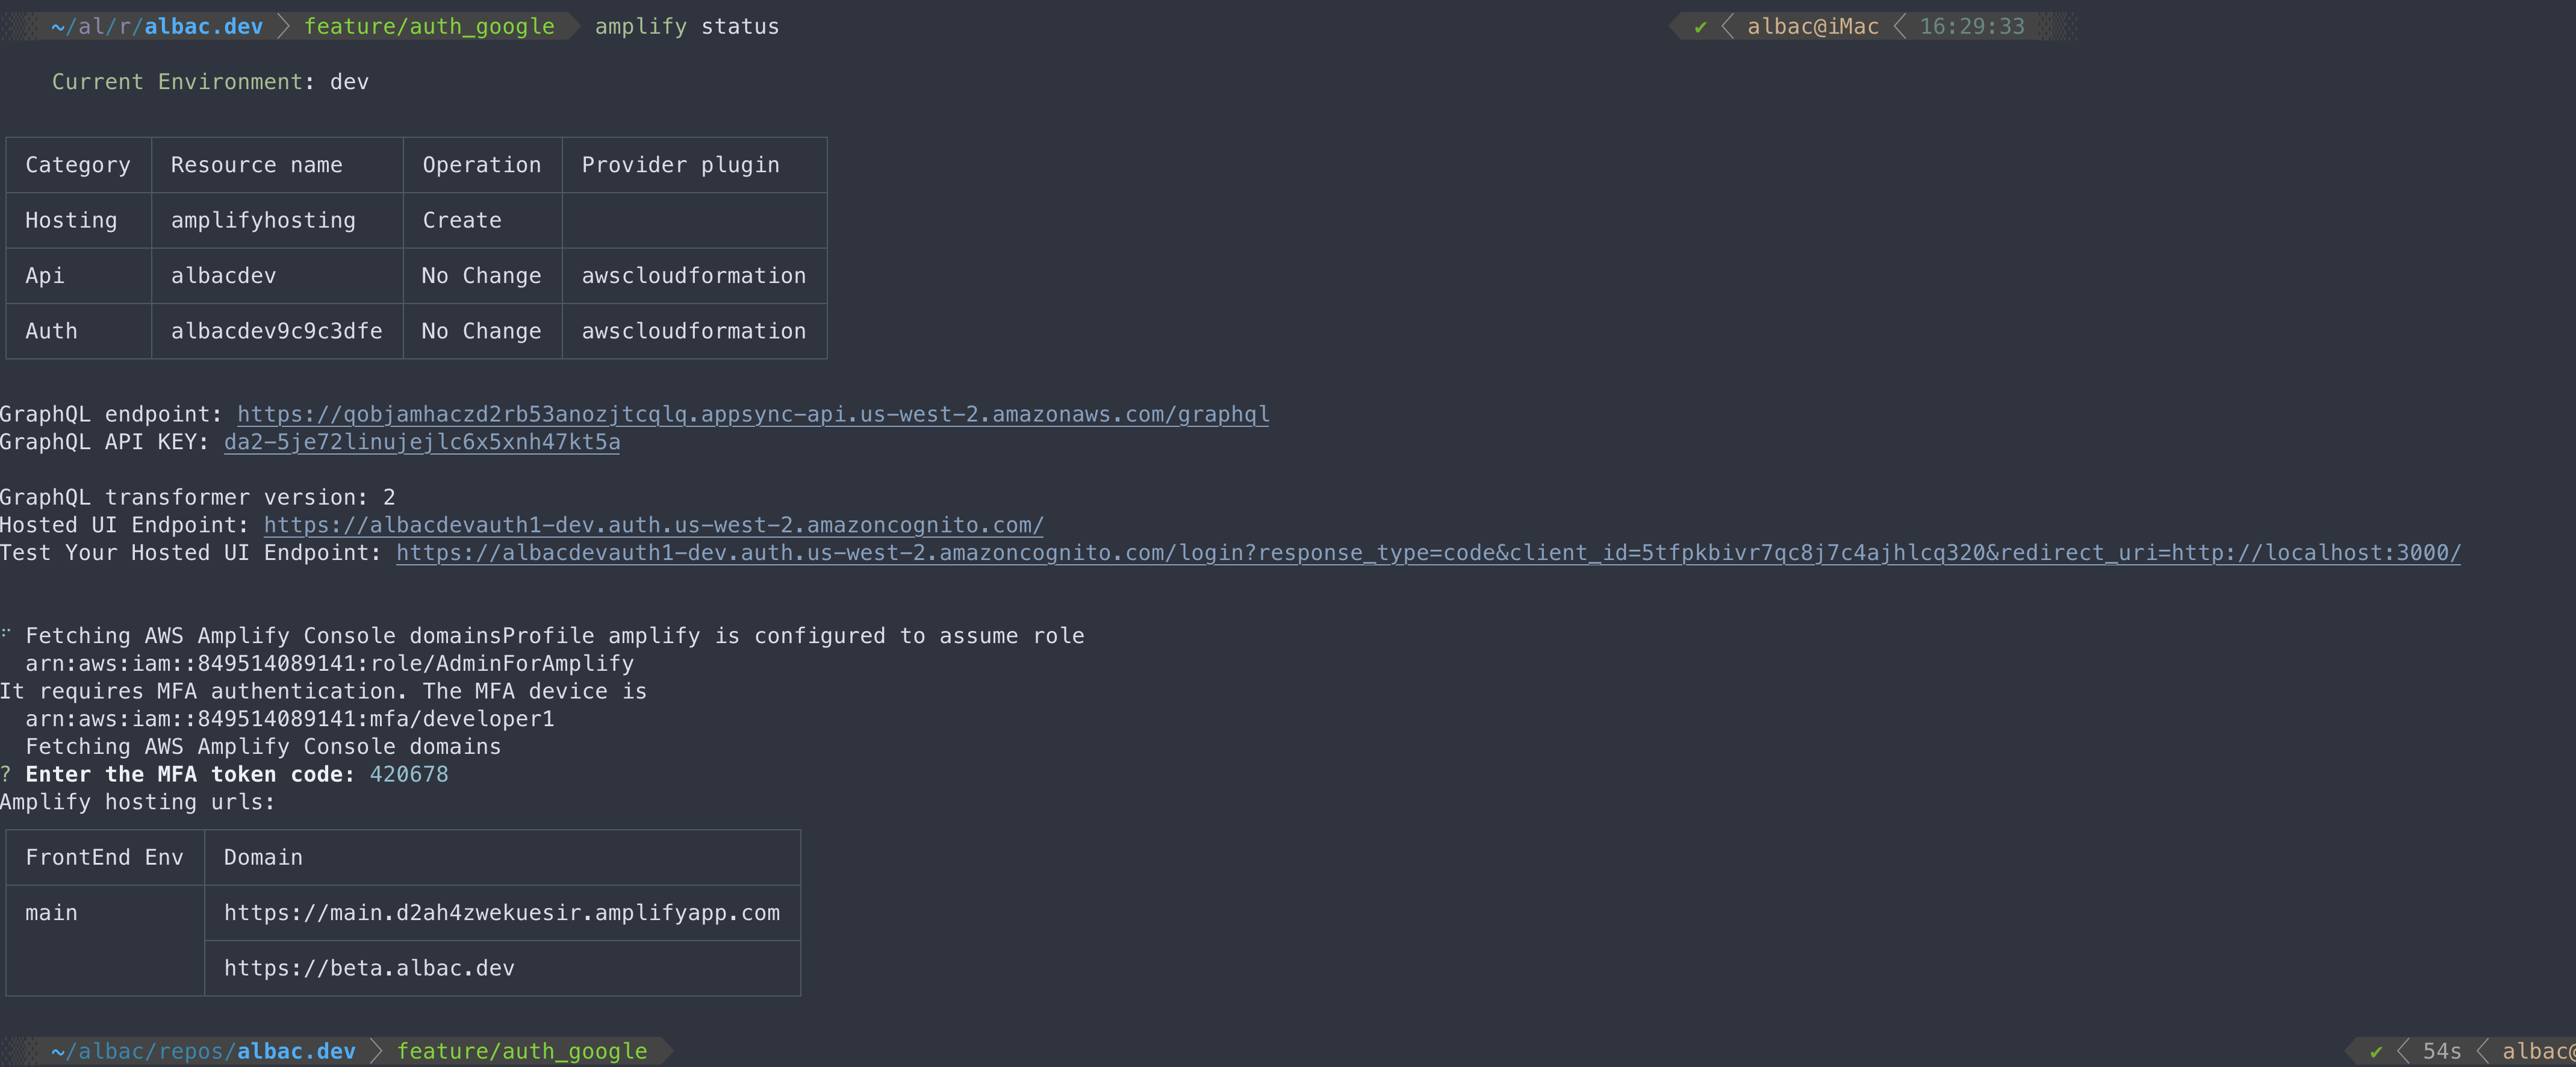 ~/al/r/albac.dev feature/auth_google amplify status ✔ albac@iMac 16:29:33
Current Environment: dev
Category Resource name Operation Provider plugin
Hosting amplifyhosting Create
Api albacdev No Change awscloudformation
Auth albacdev9c9c3dfe No Change awscloudformation
GraphQL endpoint: https://qobjamhaczd2rb53anozjtcqlq.appsync-api.us-west-2.amazonaws.com/graphql
GraphQL API KEY: da2-5je72linujejlc6x5xnh47kt5a
GraphQL transformer version: 2
Hosted UI Endpoint: https://albacdevauth1-dev.auth.us-west-2.amazoncognito.com/
Test Your Hosted UI Endpoint: https://albacdevauth1-dev.auth.us-west-2.amazoncognito.com/login?response_type=code&client_id=5tfpkbivr7qc8j7c4ajhlcq320&redirect_uri=http://localhost:3000/
Fetching AWS Amplify Console domainsProfile amplify is configured to assume role
arn:aws:iam::849514089141:role/AdminForAmplify
It requires MFA authentication. The MFA device is
arn:aws:iam::849514089141:mfa/developer1
Fetching AWS Amplify Console domains
? Enter the MFA token code: 420678
Amplify hosting urls:
FrontEnd Env Domain
main https://main.d2ah4zwekuesir.amplifyapp.com
https://beta.albac.dev
~/albac/repos/albac.dev feature/auth_google ✔ 54s albac@